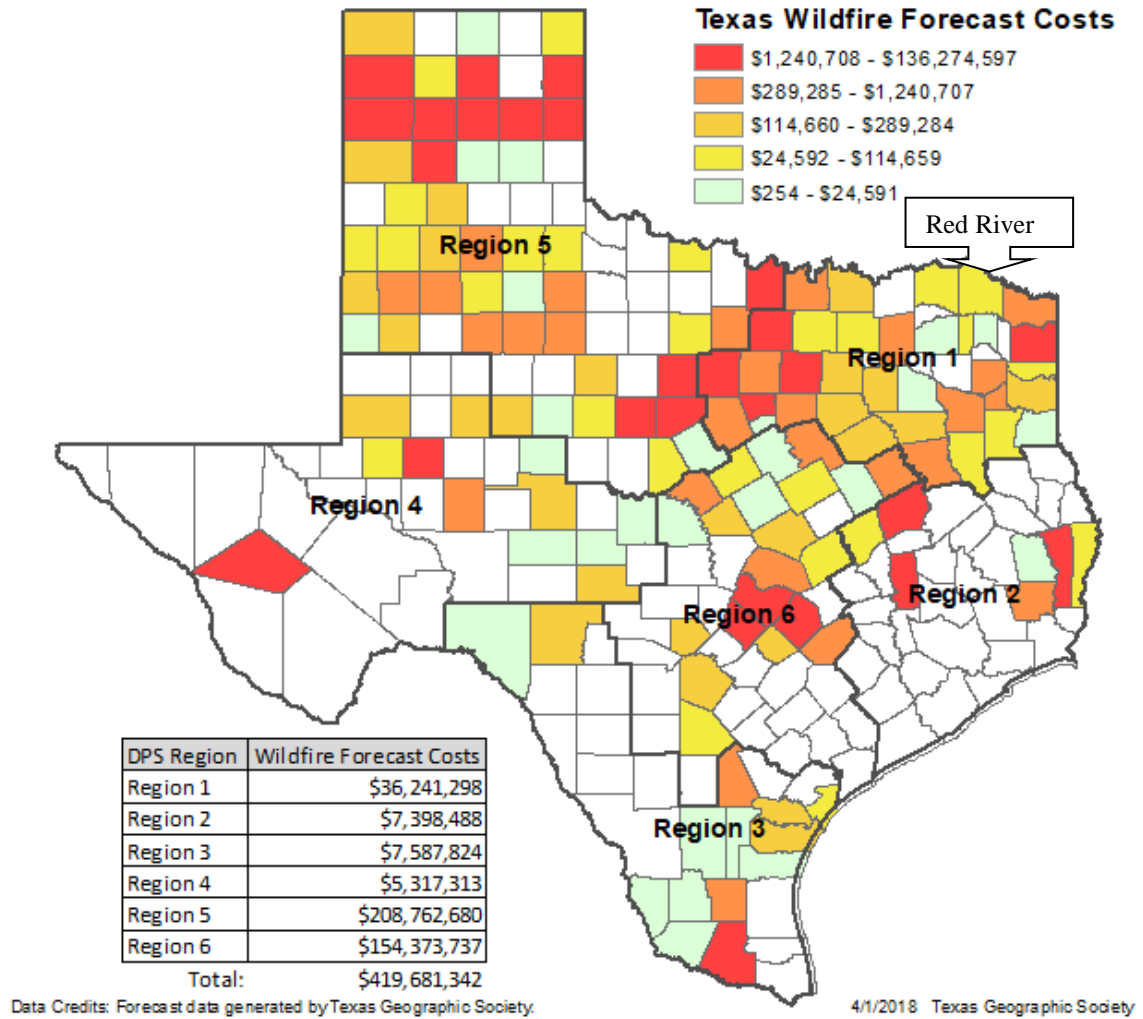 Texas Wildfire Forecast Costs
$1,240,708 - $136,274,597
$289,285 - $1,240,707
$114,660 - $289,284
$24,592 - $114,659
$254 - $24,591
Red River
Region 5
Region 1
Region 4
Region 2
Region 6
Region 3
DPS Region Wildfire Forecast Costs
Region 1 $36,241,298
Region 2 $7,398,488
Region 3 $7,587,824
Region 4 $5,317,313
Region 5 $208,762,680
Region 6 $154,373,737
Total: $419,681,342
Data Credits: Forecast data generated by Texas Geographic Society.
4/1/2018 Texas Geographic Society